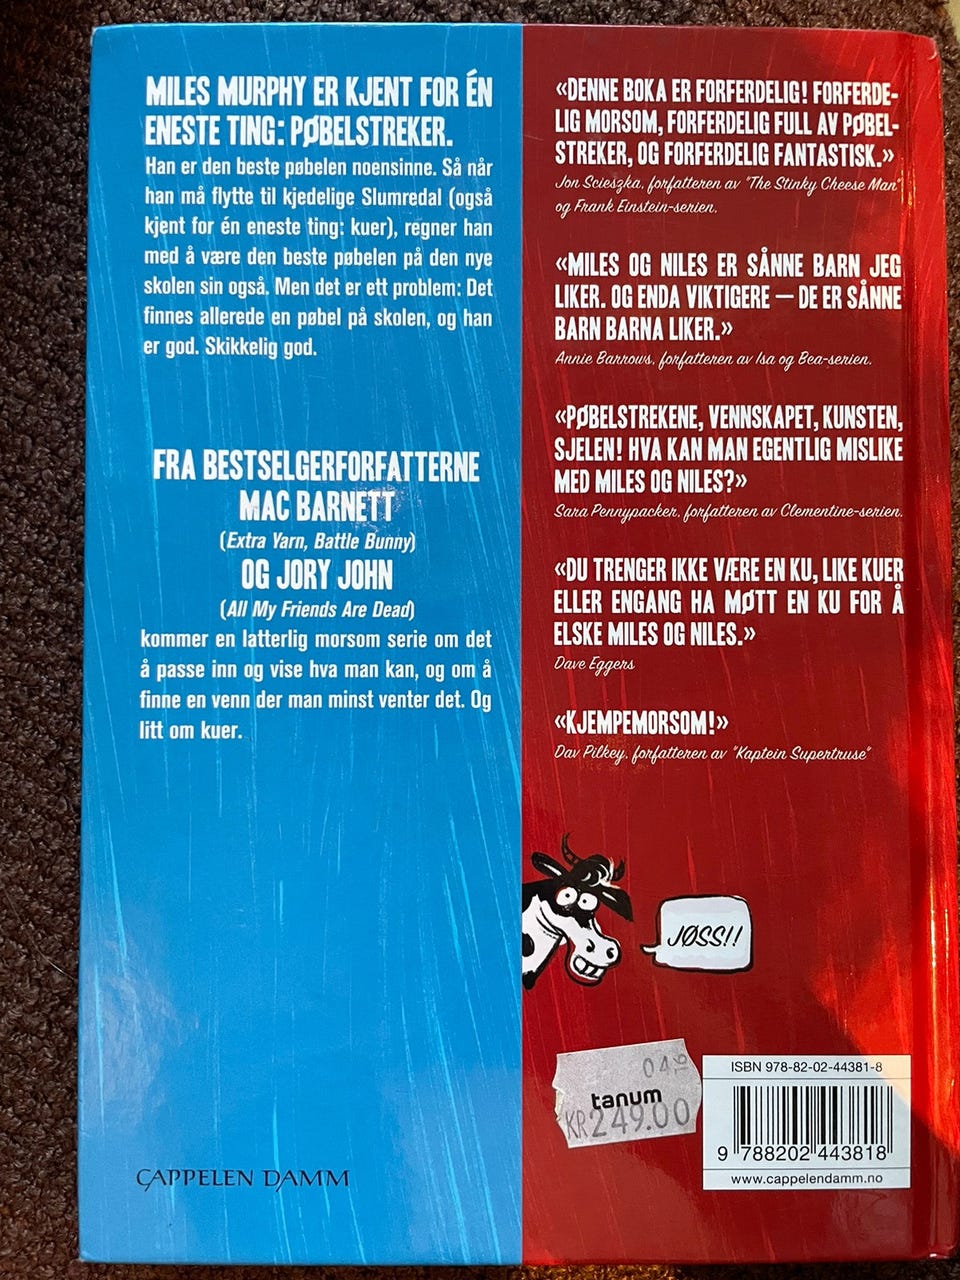 MILES MURPHY ER KJENT FOR ÉN
ENESTE TING: PØBELSTREKER.
Han er den beste pøbelen noensinne. Så når
han må flytte til kjedelige Slumredal (også
kjent for én eneste ting: kuer), regner han
med å være den beste pøbelen på den nye
skolen sin også. Men det er ett problem: Det
finnes allerede en pøbel på skolen, og han
er god. Skikkelig god.
FRA BESTSELGERFORFATTERNE
MAC BARNETT
(Extra Yarn, Battle Bunny)
OG JORY JOHN
(All My Friends Are Dead)
kommer en latterlig morsom serie om det
å passe inn og vise hva man kan, og om å
finne en venn der man minst venter det. Og
litt om kuer.
CAPPELEN DAMM
«DENNE BOKA ER FORFERDELIG! FORFERDE-
LIG MORSOM, FORFERDELIG FULL AV PØBEL-
STREKER, OG FORFERDELIG FANTASTISK.»
Jon Scieszka, forfatteren av "The Stinky Cheese Man"
og Frank Einstein-serien.
«MILES OG NILES ER SÅNNE BARN JEG
LIKER. OG ENDA VIKTIGERE – DE ER SÅNNE
BARN BARNA LIKER.»
Annie Barrows, forfatteren av Isa og Bea-serien.
«PØBELSTREKENE, VENNSKAPET, KUNSTEN,
SJELEN! HVA KAN MAN EGENTLIG MISLIKE
MED MILES OG NILES?»
Sara Pennypacker, forfatteren av Clementine-serien.
«DU TRENGER IKKE VÆRE EN KU, LIKE KUER
ELLER ENGANG HA MØTT EN KU FOR Å
ELSKE MILES OG NILES.»
Dave Eggers
«KJEMPEMORSOM!»
Dav Pilkey, forfatteren av "Kaptein Supertruse"
JØSS!!
04.16
tanum
KR249.00
ISBN 978-82-02-44381-8
9 788202 443818
www.cappelendamm.no